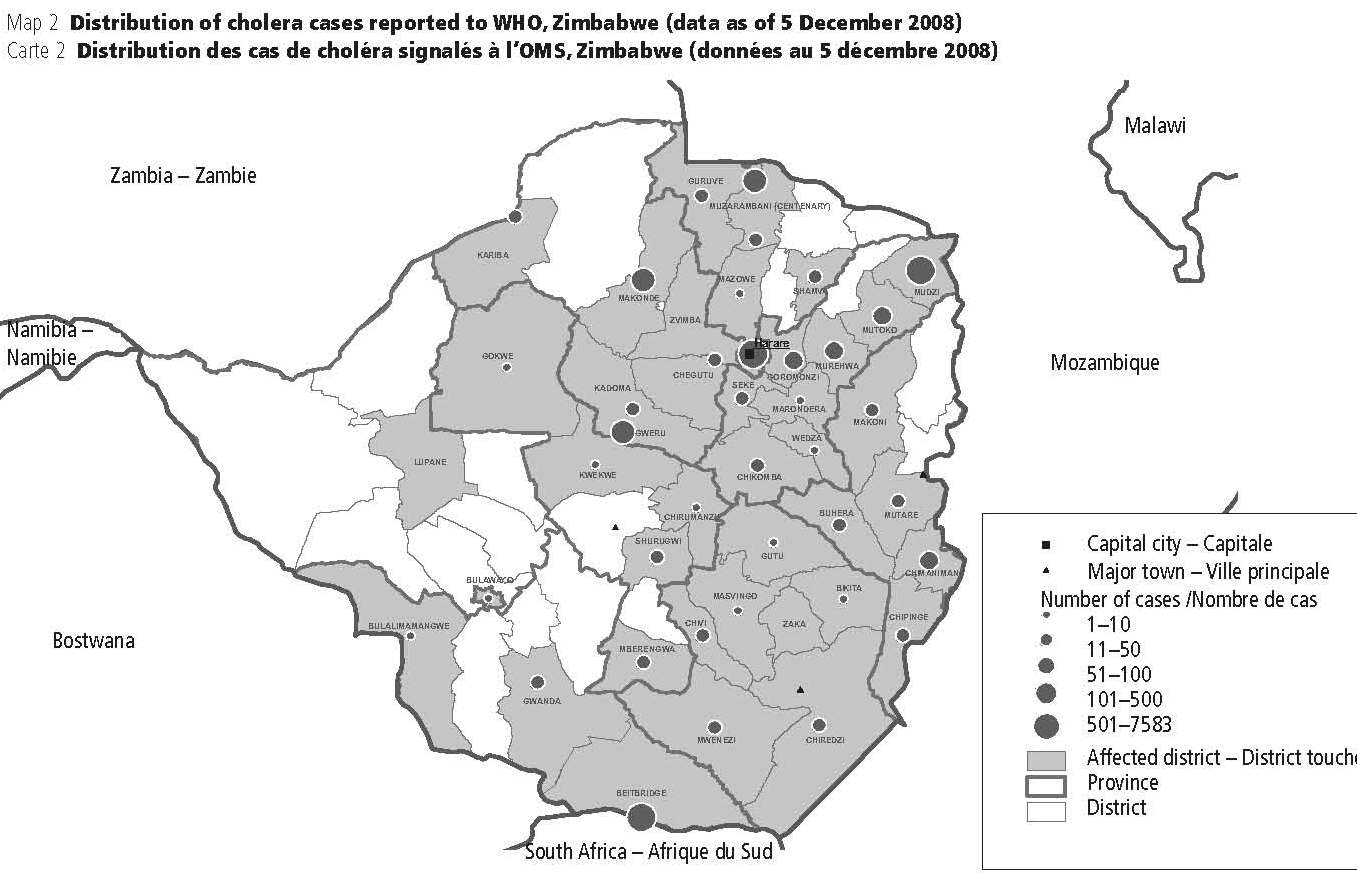 Map 2 Distribution of cholera cases reported to WHO, Zimbabwe (data as of 5 December 2008)
Carte 2 Distribution des cas de choléra signalés à l'OMS, Zimbabwe (données au 5 décembre 2008)
Malawi
Zambia – Zambie
GURUVE
MUZARAMBANI (CENTENARY)
KARIBA
MAZOWE
SHAMVA
MUDZI
MAKONDE
ZVIMBA
MUTOKO
Namibia –
Namibie
Harare
GOKWE
CHEGUTU
GOROMONZI
MUREHWA
Mozambique
KADOMA
SEKE
MARONDERA
MAKONI
GWERU
WEDZA
LUPANE
KWEKWE
CHIKOMBA
CHIRUMANZU
BUHERA
MUTARE
SHURUGWI
GUTU
CHIMANIMANI
BULAWAYO
MASVINGO
BIKITA
BULALIMAMANGWE
CHIVI
ZAKA
CHIPINGE
Bostwana
MBERENGWA
GWANDA
MWENEZI
CHIREDZI
BEITBRIDGE
South Africa – Afrique du Sud
Capital city – Capitale
Major town – Ville principale
Number of cases /Nombre de cas
1–10
11–50
51–100
101–500
501–7583
Affected district – District touché
Province
District